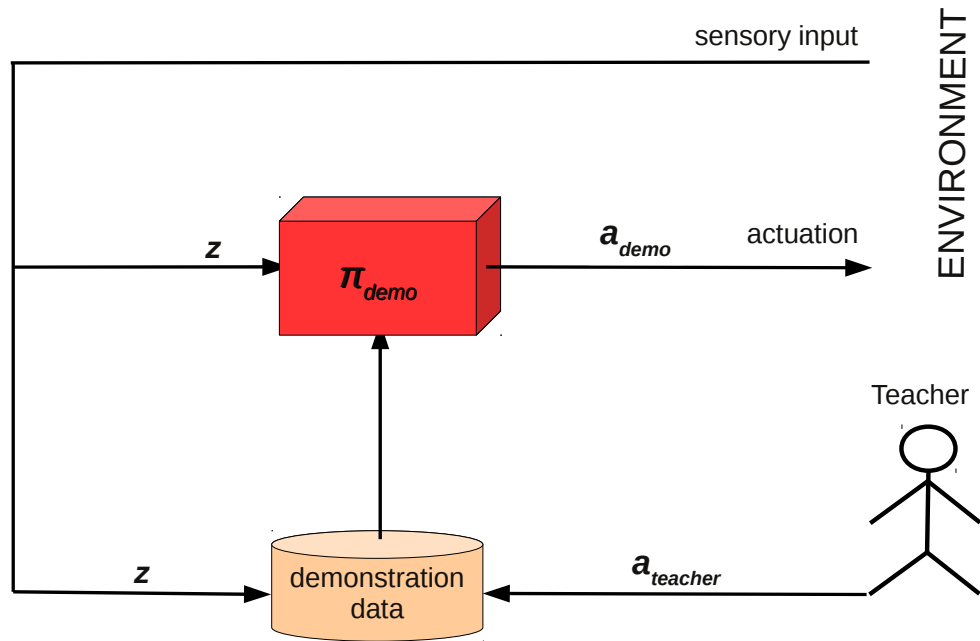 sensory input
ENVIRONMENT
z
a_demo
actuation
π_demo
Teacher
z
a_teacher
demonstration
data